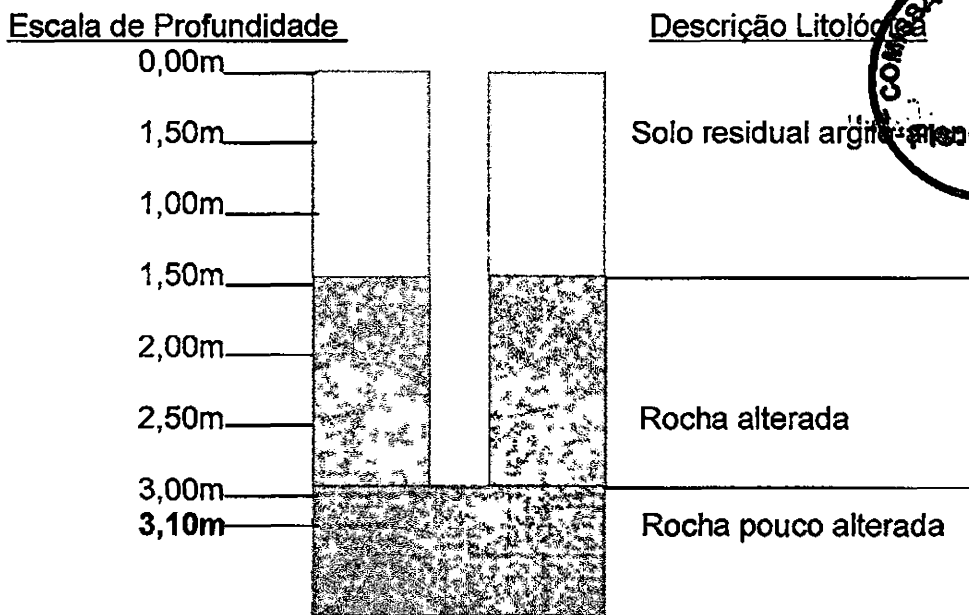 Escala de Profundidade Descrição Litológica
0,00m
1,50m Solo residual
1,00m
1,50m
2,00m
2,50m Rocha alterada
3,00m
3,10m Rocha pouco alterada